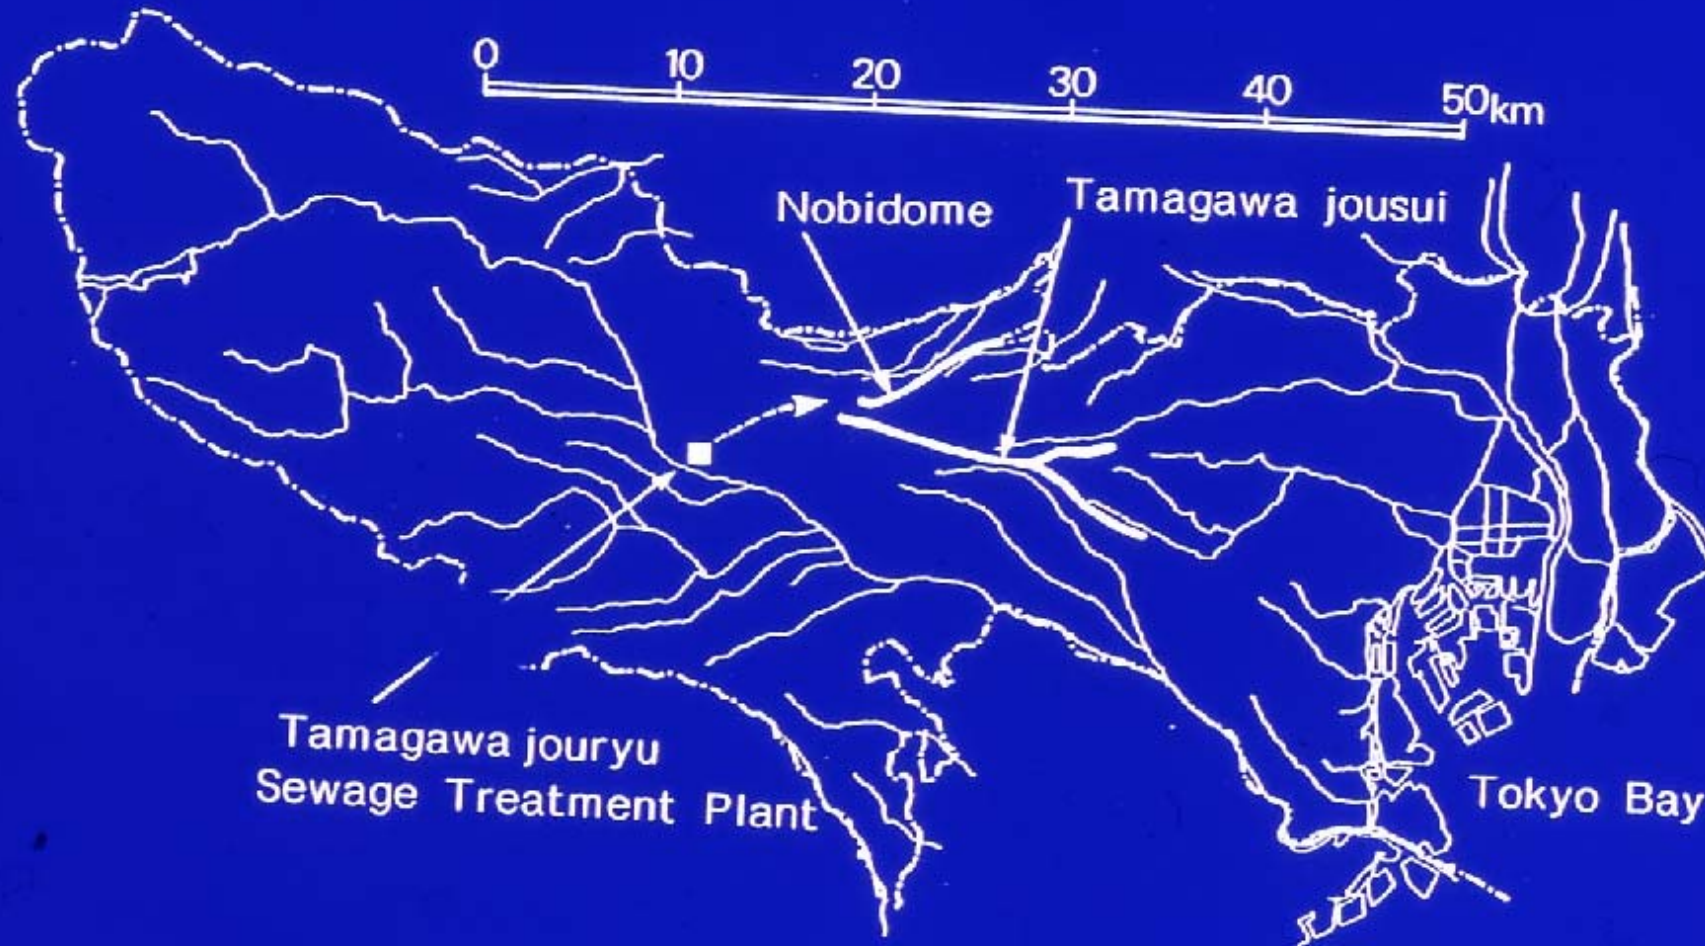 0 10 20 30 40 50km
Nobidome
Tamagawa jousui
Tamagawa jouryu
Sewage Treatment Plant
Tokyo Bay